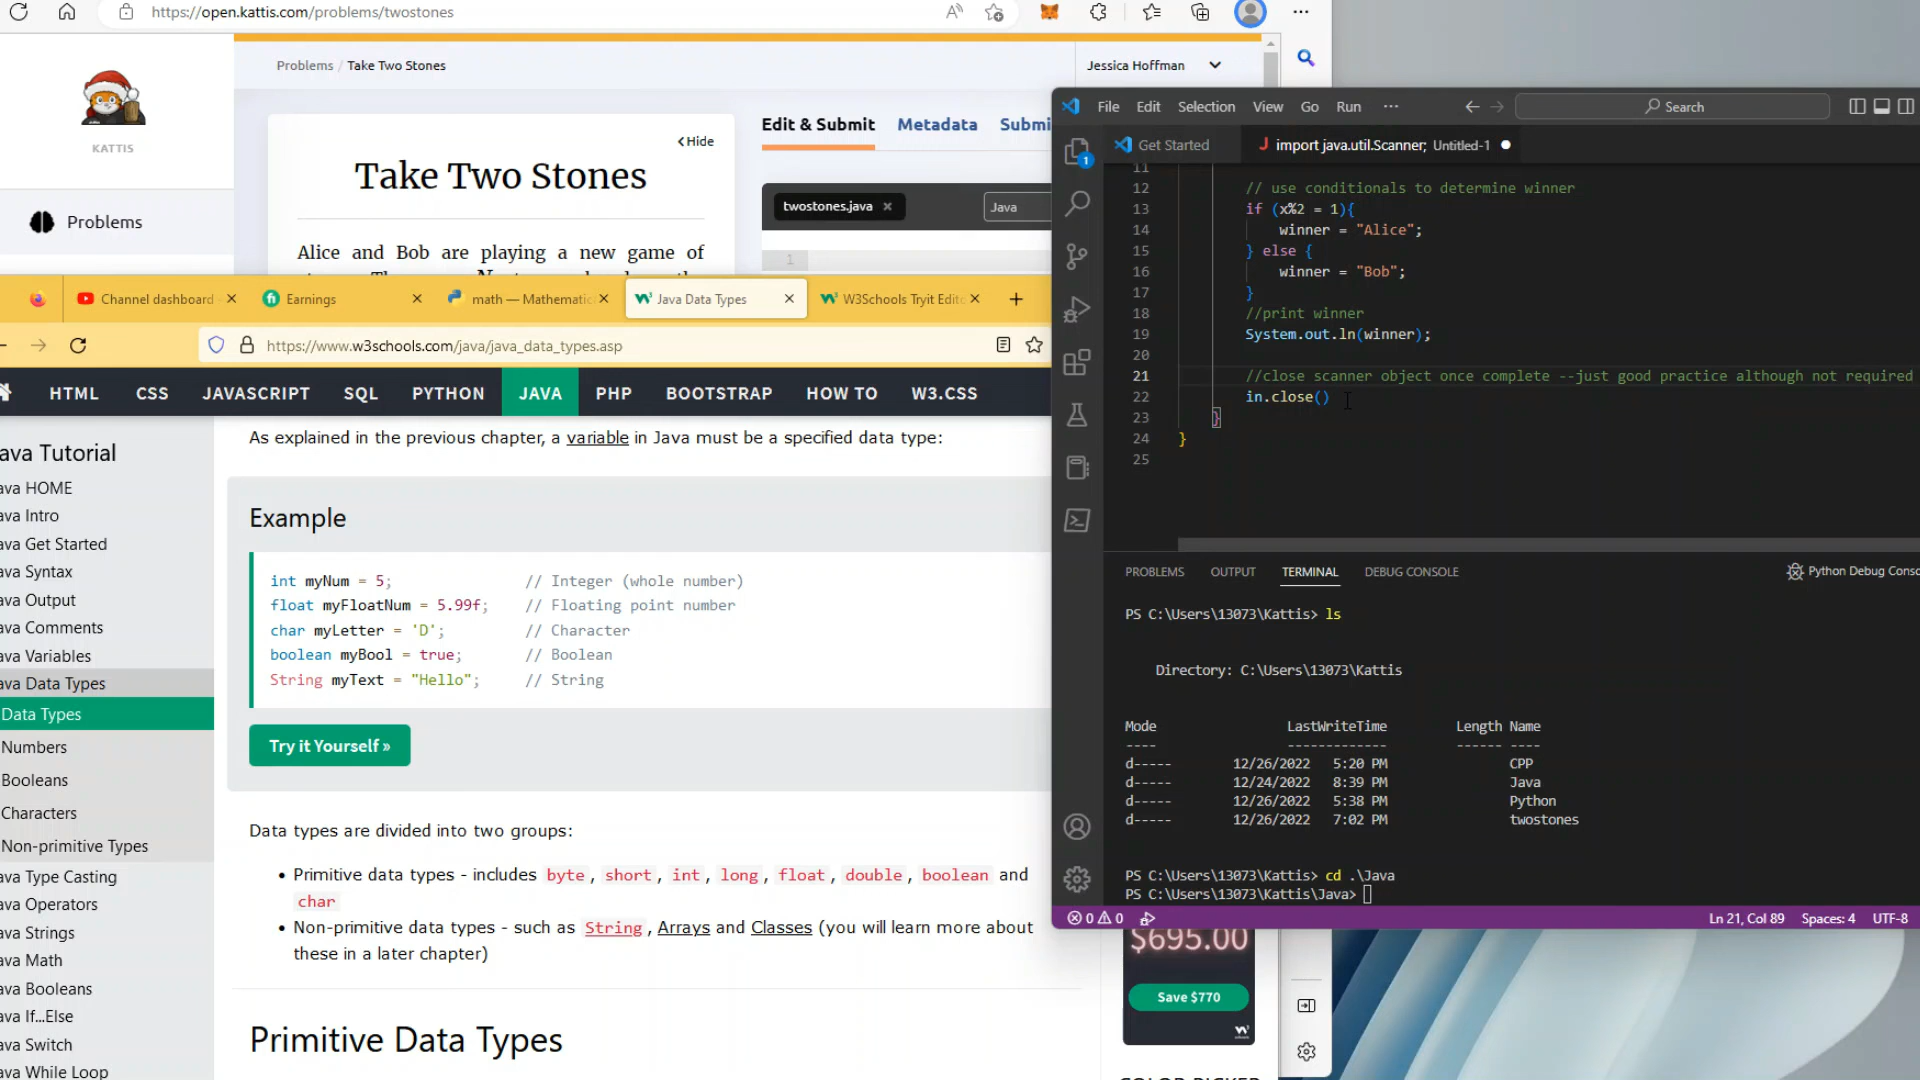 https://open.kattis.com/problems/twostones
KATTIS
Problems
Problems / Take Two Stones
Jessica Hoffman
Hide
Take Two Stones
Alice and Bob are playing a new game of
Edit & Submit
Metadata
Submi
twostones.java
Java
1
Channel dashboard
Earnings
math — Mathematic
Java Data Types
W3Schools Tryit Edito
https://www.w3schools.com/java/java_data_types.asp
HTML
CSS
JAVASCRIPT
SQL
PYTHON
JAVA
PHP
BOOTSTRAP
HOW TO
W3.CSS
ava Tutorial
ava HOME
ava Intro
ava Get Started
ava Syntax
ava Output
ava Comments
ava Variables
ava Data Types
Data Types
Numbers
Booleans
Characters
Non-primitive Types
ava Type Casting
ava Operators
ava Strings
ava Math
ava Booleans
ava If...Else
ava Switch
ava While Loop
As explained in the previous chapter, a variable in Java must be a specified data type:
Example
int myNum = 5; // Integer (whole number)
float myFloatNum = 5.99f; // Floating point number
char myLetter = 'D'; // Character
boolean myBool = true; // Boolean
String myText = "Hello"; // String
Try it Yourself »
Data types are divided into two groups:
• Primitive data types - includes byte, short, int, long, float, double, boolean and
char
• Non-primitive data types - such as String, Arrays and Classes (you will learn more about
these in a later chapter)
Primitive Data Types
File Edit Selection View Go Run ···
Search
1
Get Started
J import java.util.Scanner; Untitled-1
11
12 // use conditionals to determine winner
13 if (x%2 = 1){
14 winner = "Alice";
15 } else {
16 winner = "Bob";
17 }
18 //print winner
19 System.out.ln(winner);
20
21 //close scanner object once complete --just good practice although not required
22 in.close()
23 }
24 }
25
PROBLEMS
OUTPUT
TERMINAL
DEBUG CONSOLE
Python Debug Conso
PS C:\Users\13073\Kattis> ls
Directory: C:\Users\13073\Kattis
Mode LastWriteTime Length Name
---- ------------- ------ ----
d----- 12/26/2022 5:20 PM CPP
d----- 12/24/2022 8:39 PM Java
d----- 12/26/2022 5:38 PM Python
d----- 12/26/2022 7:02 PM twostones
PS C:\Users\13073\Kattis> cd .\Java
PS C:\Users\13073\Kattis\Java>
0 0
Ln 21, Col 89
Spaces: 4
UTF-8
$695.00
Save $770
COLOR PICKER